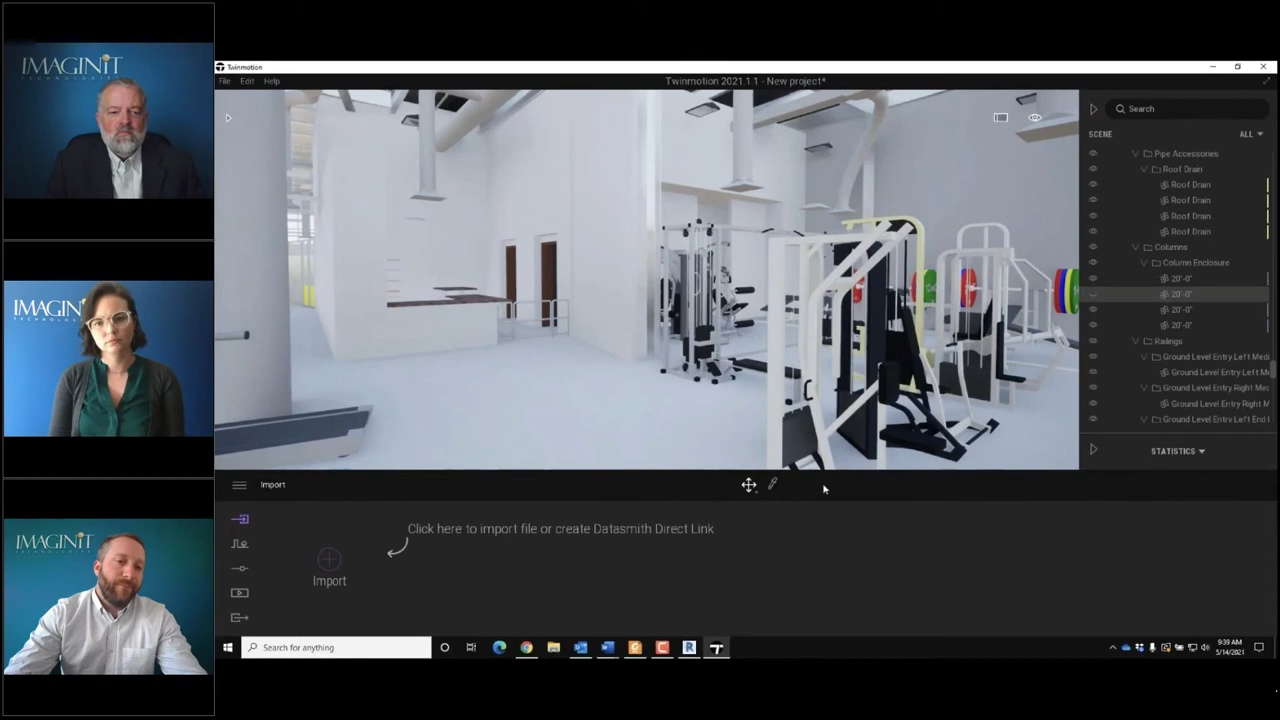 IMAGINiT
TECHNOLOGIES
IMAGINiT
IMAGINiT
Twinmotion
File Edit Help
Twinmotion 2021.1.1 - New project*
Search
SCENE
ALL
Pipe Accessories
Roof Drain
Roof Drain
Roof Drain
Roof Drain
Roof Drain
Columns
Column Enclosure
20'-0"
20'-0"
20'-0"
20'-0"
Railings
Ground Level Entry Left Medi
Ground Level Entry Left Me
Ground Level Entry Right Med
Ground Level Entry Right M
Ground Level Entry Left End I
STATISTICS
Import
Click here to import file or create Datasmith Direct Link
Import
Search for anything
9:39 AM
5/14/2021